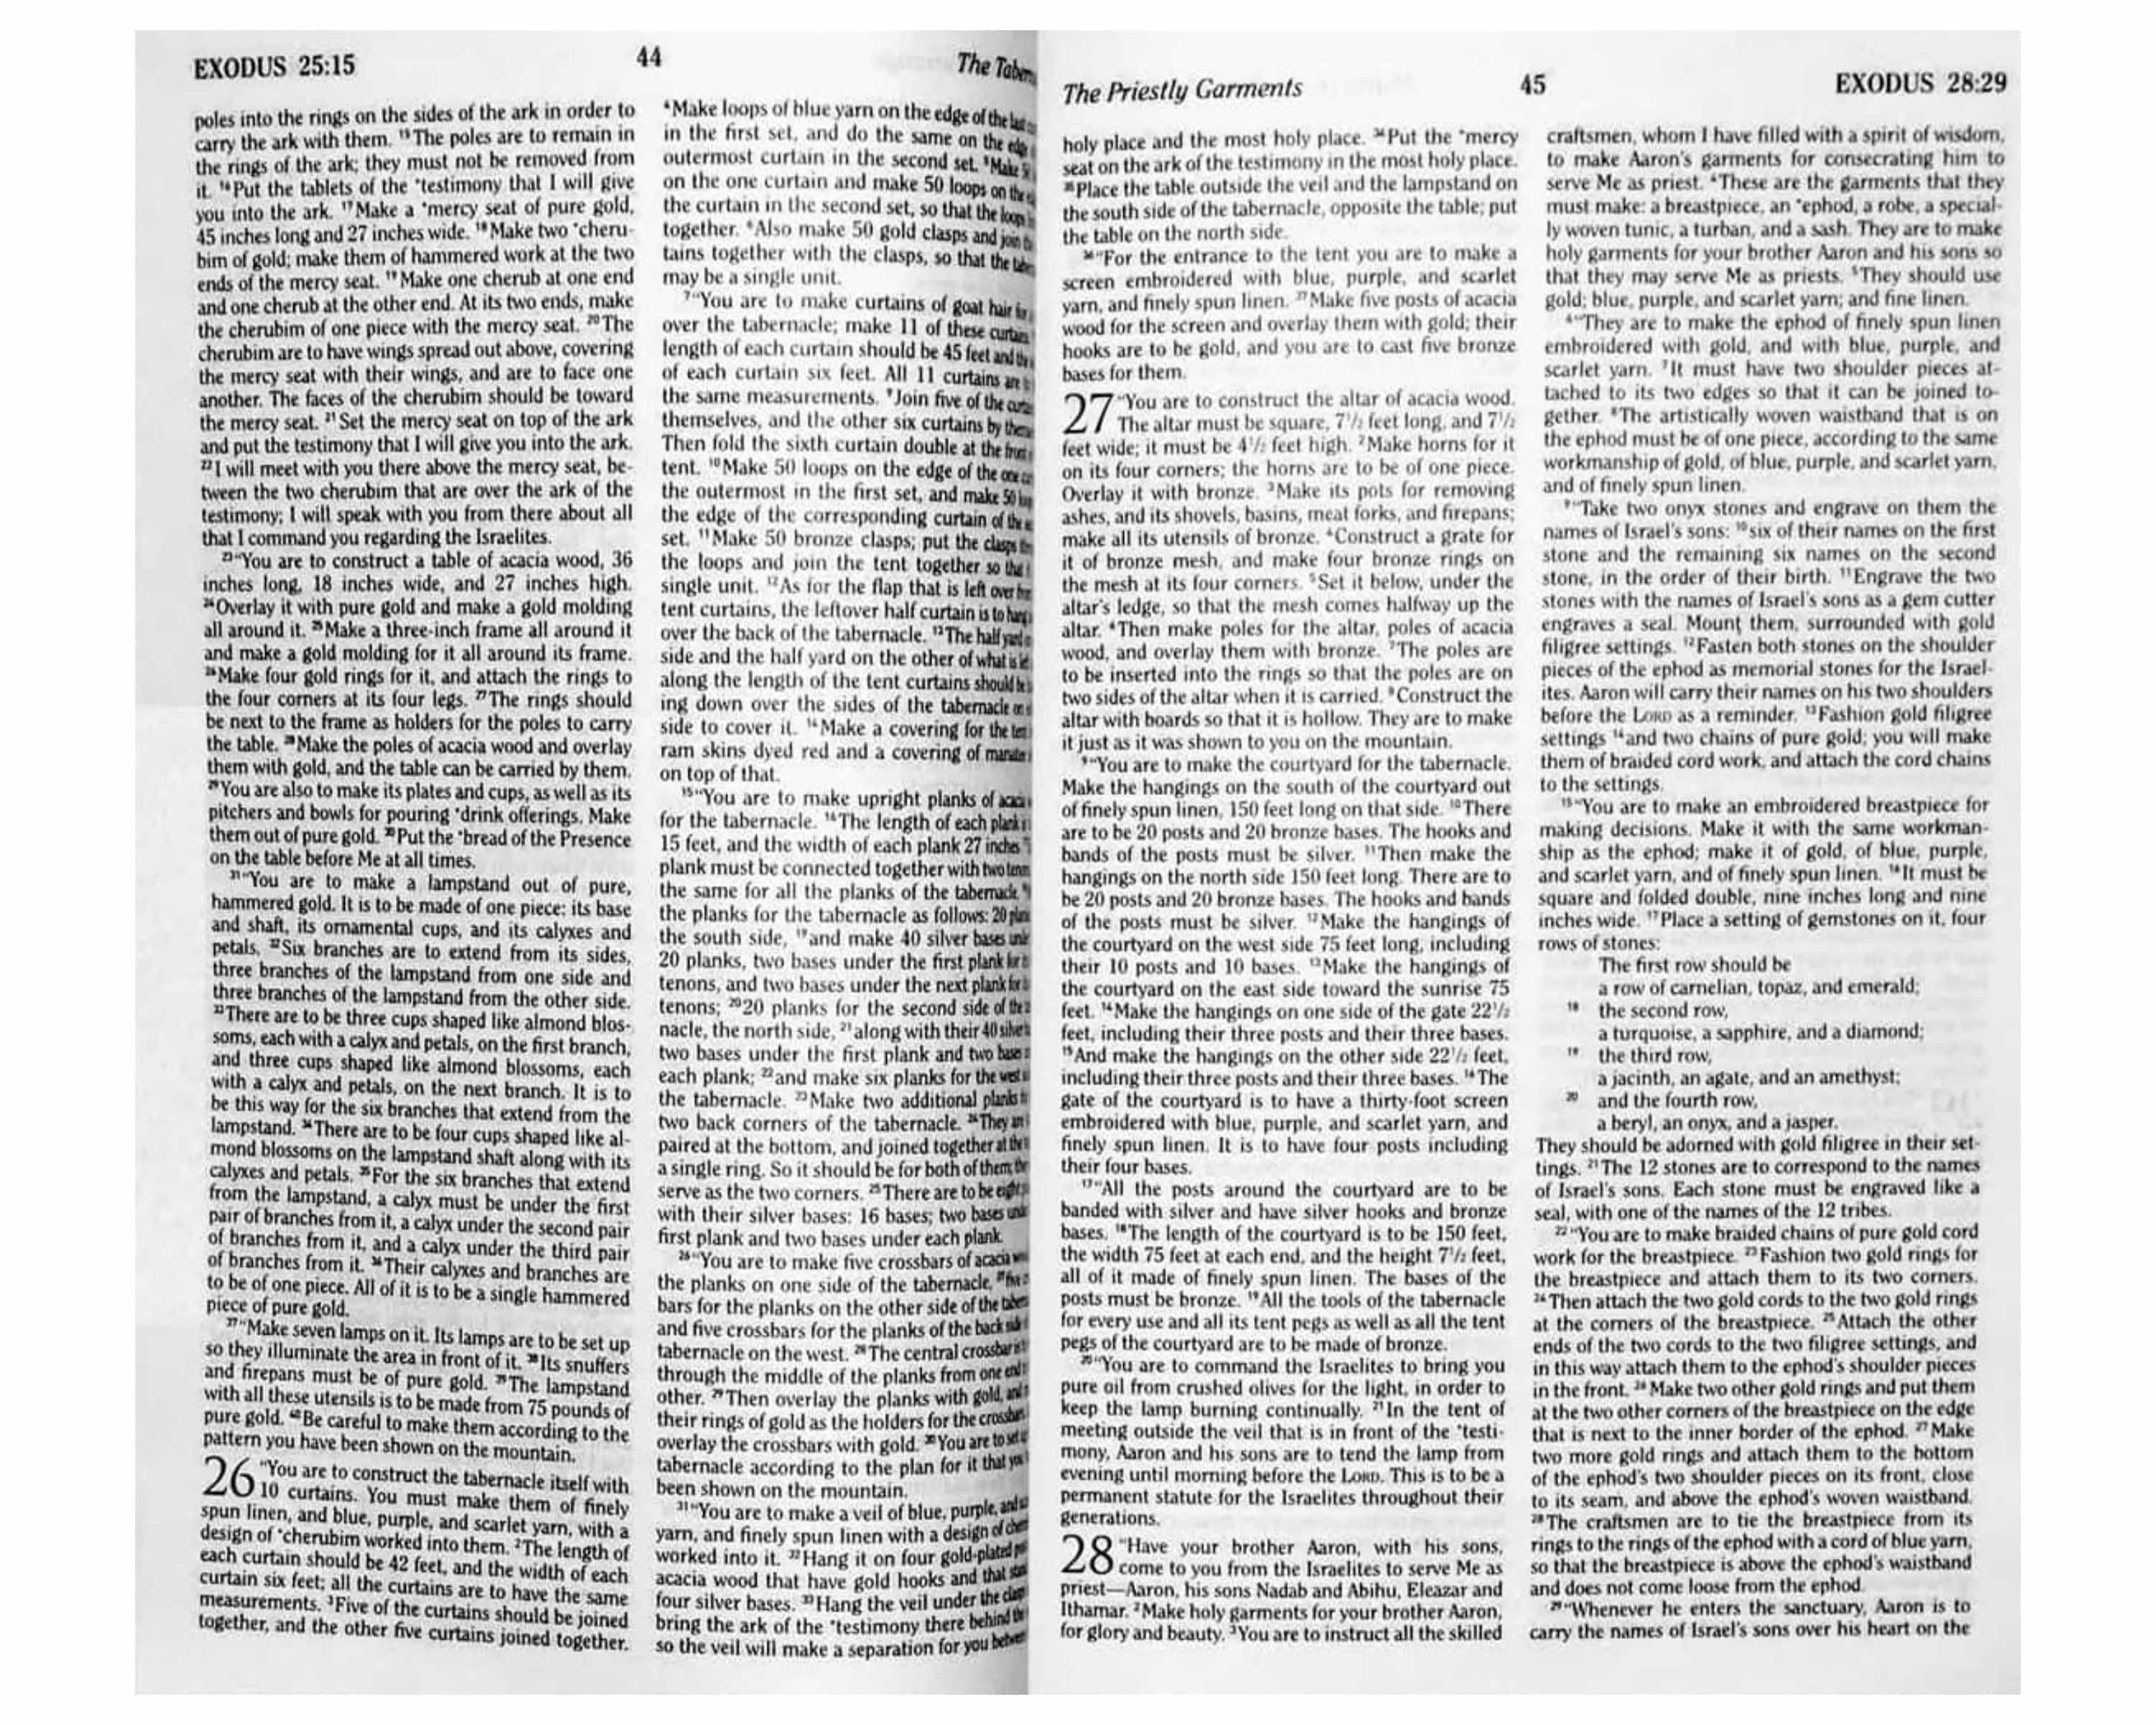 EXODUS 25:15
44
The Taber
poles into the rings on the sides of the ark in order to
carry the ark with them. 15The poles are to remain in
the rings of the ark; they must not be removed from
it. 16Put the tablets of the •testimony that I will give
you into the ark. 17Make a •mercy seat of pure gold,
45 inches long and 27 inches wide. 18Make two •cheru-
bim of gold; make them of hammered work at the two
ends of the mercy seat. 19Make one cherub at one end
and one cherub at the other end. At its two ends, make
the cherubim of one piece with the mercy seat. 20The
cherubim are to have wings spread out above, covering
the mercy seat with their wings, and are to face one
another. The faces of the cherubim should be toward
the mercy seat. 21Set the mercy seat on top of the ark
and put the testimony that I will give you into the ark.
22I will meet with you there above the mercy seat, be-
tween the two cherubim that are over the ark of the
testimony; I will speak with you from there about all
that I command you regarding the Israelites.
23"You are to construct a table of acacia wood, 36
inches long, 18 inches wide, and 27 inches high.
24Overlay it with pure gold and make a gold molding
all around it. 25Make a three-inch frame all around it
and make a gold molding for it all around its frame.
26Make four gold rings for it, and attach the rings to
the four corners at its four legs. 27The rings should
be next to the frame as holders for the poles to carry
the table. 28Make the poles of acacia wood and overlay
them with gold, and the table can be carried by them.
29You are also to make its plates and cups, as well as its
pitchers and bowls for pouring •drink offerings. Make
them out of pure gold. 30Put the •bread of the Presence
on the table before Me at all times.
31"You are to make a lampstand out of pure,
hammered gold. It is to be made of one piece: its base
and shaft, its ornamental cups, and its calyxes and
petals. 32Six branches are to extend from its sides,
three branches of the lampstand from one side and
three branches of the lampstand from the other side.
33There are to be three cups shaped like almond blos-
soms, each with a calyx and petals, on the first branch,
and three cups shaped like almond blossoms, each
with a calyx and petals, on the next branch. It is to
be this way for the six branches that extend from the
lampstand. 34There are to be four cups shaped like al-
mond blossoms on the lampstand shaft along with its
calyxes and petals. 35For the six branches that extend
from the lampstand, a calyx must be under the first
pair of branches from it, a calyx under the second pair
of branches from it, and a calyx under the third pair
of branches from it. 36Their calyxes and branches are
to be of one piece. All of it is to be a single hammered
piece of pure gold.
37"Make seven lamps on it. Its lamps are to be set up
so they illuminate the area in front of it. 38Its snuffers
and firepans must be of pure gold. 39The lampstand
with all these utensils is to be made from 75 pounds of
pure gold. 40Be careful to make them according to the
pattern you have been shown on the mountain.
26 "You are to construct the tabernacle itself with
10 curtains. You must make them of finely
spun linen, and blue, purple, and scarlet yarn, with a
design of •cherubim worked into them. 2The length of
each curtain should be 42 feet, and the width of each
curtain six feet; all the curtains are to have the same
measurements. 3Five of the curtains should be joined
together, and the other five curtains joined together.
4Make loops of blue yarn on the edge of the last
in the first set, and do the same on the edge
outermost curtain in the second set. 5Make
on the one curtain and make 50 loops on the
the curtain in the second set, so that the loops
together. 6Also make 50 gold clasps and join
tains together with the clasps, so that the
may be a single unit.
7"You are to make curtains of goat hair
over the tabernacle; make 11 of these curtains
length of each curtain should be 45 feet and the
of each curtain six feet. All 11 curtains are
the same measurements. 9Join five of the
themselves, and the other six curtains by
Then fold the sixth curtain double at the front
tent. 10Make 50 loops on the edge of the one
the outermost in the first set, and make 50
the edge of the corresponding curtain of the
set. 11Make 50 bronze clasps; put the clasps
the loops and join the tent together so that
single unit. 12As for the flap that is left over
tent curtains, the leftover half curtain is to hang
over the back of the tabernacle. 13The half yard
side and the half yard on the other of what is
along the length of the tent curtains should be
ing down over the sides of the tabernacle on
side to cover it. 14Make a covering for the tent
ram skins dyed red and a covering of manatee
on top of that.
15"You are to make upright planks of acacia
for the tabernacle. 16The length of each plank
15 feet, and the width of each plank 27 inches.
plank must be connected together with two
the same for all the planks of the tabernacle.
the planks for the tabernacle as follows: 20
the south side, 19and make 40 silver bases
20 planks, two bases under the first plank for
tenons, and two bases under the next plank for
tenons; 2020 planks for the second side of the
nacle, the north side, 21along with their 40 silver
two bases under the first plank and two bases
each plank; 22and make six planks for the west
the tabernacle. 23Make two additional planks
two back corners of the tabernacle. 24They are
paired at the bottom, and joined together at the
a single ring. So it should be for both of them;
serve as the two corners. 25There are to be eight
with their silver bases: 16 bases; two bases
first plank and two bases under each plank.
26"You are to make five crossbars of acacia
the planks on one side of the tabernacle, 27five
bars for the planks on the other side of the
and five crossbars for the planks of the back
tabernacle on the west. 28The central crossbar
through the middle of the planks from one end
other. 29Then overlay the planks with gold, and
their rings of gold as the holders for the
overlay the crossbars with gold. 30You are to set
tabernacle according to the plan for it that you
been shown on the mountain.
31"You are to make a veil of blue, purple, and
yarn, and finely spun linen with a design of
worked into it. 32Hang it on four gold-plated
acacia wood that have gold hooks and that
four silver bases. 33Hang the veil under the
bring the ark of the •testimony there behind
so the veil will make a separation for you
The Priestly Garments
45
EXODUS 28:29
holy place and the most holy place. 34Put the •mercy
seat on the ark of the testimony in the most holy place.
35Place the table outside the veil and the lampstand on
the south side of the tabernacle, opposite the table; put
the table on the north side.
36"For the entrance to the tent you are to make a
screen embroidered with blue, purple, and scarlet
yarn, and finely spun linen. 37Make five posts of acacia
wood for the screen and overlay them with gold; their
hooks are to be gold, and you are to cast five bronze
bases for them.
27 "You are to construct the altar of acacia wood.
The altar must be square, 7½ feet long, and 7½
feet wide; it must be 4½ feet high. 2Make horns for it
on its four corners; the horns are to be of one piece.
Overlay it with bronze. 3Make its pots for removing
ashes, and its shovels, basins, meat forks, and firepans;
make all its utensils of bronze. 4Construct a grate for
it of bronze mesh, and make four bronze rings on
the mesh at its four corners. 5Set it below, under the
altar's ledge, so that the mesh comes halfway up the
altar. 6Then make poles for the altar, poles of acacia
wood, and overlay them with bronze. 7The poles are
to be inserted into the rings so that the poles are on
two sides of the altar when it is carried. 8Construct the
altar with boards so that it is hollow. They are to make
it just as it was shown to you on the mountain.
9"You are to make the courtyard for the tabernacle.
Make the hangings on the south of the courtyard out
of finely spun linen, 150 feet long on that side. 10There
are to be 20 posts and 20 bronze bases. The hooks and
bands of the posts must be silver. 11Then make the
hangings on the north side 150 feet long. There are to
be 20 posts and 20 bronze bases. The hooks and bands
of the posts must be silver. 12Make the hangings of
the courtyard on the west side 75 feet long, including
their 10 posts and 10 bases. 13Make the hangings of
the courtyard on the east side toward the sunrise 75
feet. 14Make the hangings on one side of the gate 22½
feet, including their three posts and their three bases.
15And make the hangings on the other side 22½ feet,
including their three posts and their three bases. 16The
gate of the courtyard is to have a thirty-foot screen
embroidered with blue, purple, and scarlet yarn, and
finely spun linen. It is to have four posts including
their four bases.
17"All the posts around the courtyard are to be
banded with silver and have silver hooks and bronze
bases. 18The length of the courtyard is to be 150 feet,
the width 75 feet at each end, and the height 7½ feet,
all of it made of finely spun linen. The bases of the
posts must be bronze. 19All the tools of the tabernacle
for every use and all its tent pegs as well as all the tent
pegs of the courtyard are to be made of bronze.
20"You are to command the Israelites to bring you
pure oil from crushed olives for the light, in order to
keep the lamp burning continually. 21In the tent of
meeting outside the veil that is in front of the •testi-
mony, Aaron and his sons are to tend the lamp from
evening until morning before the LORD. This is to be a
permanent statute for the Israelites throughout their
generations.
28 "Have your brother Aaron, with his sons,
come to you from the Israelites to serve Me as
priest—Aaron, his sons Nadab and Abihu, Eleazar and
Ithamar. 2Make holy garments for your brother Aaron,
for glory and beauty. 3You are to instruct all the skilled
craftsmen, whom I have filled with a spirit of wisdom,
to make Aaron's garments for consecrating him to
serve Me as priest. 4These are the garments that they
must make: a breastpiece, an •ephod, a robe, a special-
ly woven tunic, a turban, and a sash. They are to make
holy garments for your brother Aaron and his sons so
that they may serve Me as priests. 5They should use
gold; blue, purple, and scarlet yarn; and fine linen.
6"They are to make the ephod of finely spun linen
embroidered with gold, and with blue, purple, and
scarlet yarn. 7It must have two shoulder pieces at-
tached to its two edges so that it can be joined to-
gether. 8The artistically woven waistband that is on
the ephod must be of one piece, according to the same
workmanship of gold, of blue, purple, and scarlet yarn,
and of finely spun linen.
9"Take two onyx stones and engrave on them the
names of Israel's sons: 10six of their names on the first
stone and the remaining six names on the second
stone, in the order of their birth. 11Engrave the two
stones with the names of Israel's sons as a gem cutter
engraves a seal. Mount them, surrounded with gold
filigree settings. 12Fasten both stones on the shoulder
pieces of the ephod as memorial stones for the Israel-
ites. Aaron will carry their names on his two shoulders
before the LORD as a reminder. 13Fashion gold filigree
settings 14and two chains of pure gold; you will make
them of braided cord work, and attach the cord chains
to the settings.
15"You are to make an embroidered breastpiece for
making decisions. Make it with the same workman-
ship as the ephod; make it of gold, of blue, purple,
and scarlet yarn, and of finely spun linen. 16It must be
square and folded double, nine inches long and nine
inches wide. 17Place a setting of gemstones on it, four
rows of stones:
The first row should be
a row of carnelian, topaz, and emerald;
18 the second row,
a turquoise, a sapphire, and a diamond;
19 the third row,
a jacinth, an agate, and an amethyst;
20 and the fourth row,
a beryl, an onyx, and a jasper.
They should be adorned with gold filigree in their set-
tings. 21The 12 stones are to correspond to the names
of Israel's sons. Each stone must be engraved like a
seal, with one of the names of the 12 tribes.
22"You are to make braided chains of pure gold cord
work for the breastpiece. 23Fashion two gold rings for
the breastpiece and attach them to its two corners.
24Then attach the two gold cords to the two gold rings
at the corners of the breastpiece. 25Attach the other
ends of the two cords to the two filigree settings, and
in this way attach them to the ephod's shoulder pieces
in the front. 26Make two other gold rings and put them
at the two other corners of the breastpiece on the edge
that is next to the inner border of the ephod. 27Make
two more gold rings and attach them to the bottom
of the ephod's two shoulder pieces on its front, close
to its seam, and above the ephod's woven waistband.
28The craftsmen are to tie the breastpiece from its
rings to the rings of the ephod with a cord of blue yarn,
so that the breastpiece is above the ephod's waistband
and does not come loose from the ephod.
29"Whenever he enters the sanctuary, Aaron is to
carry the names of Israel's sons over his heart on the